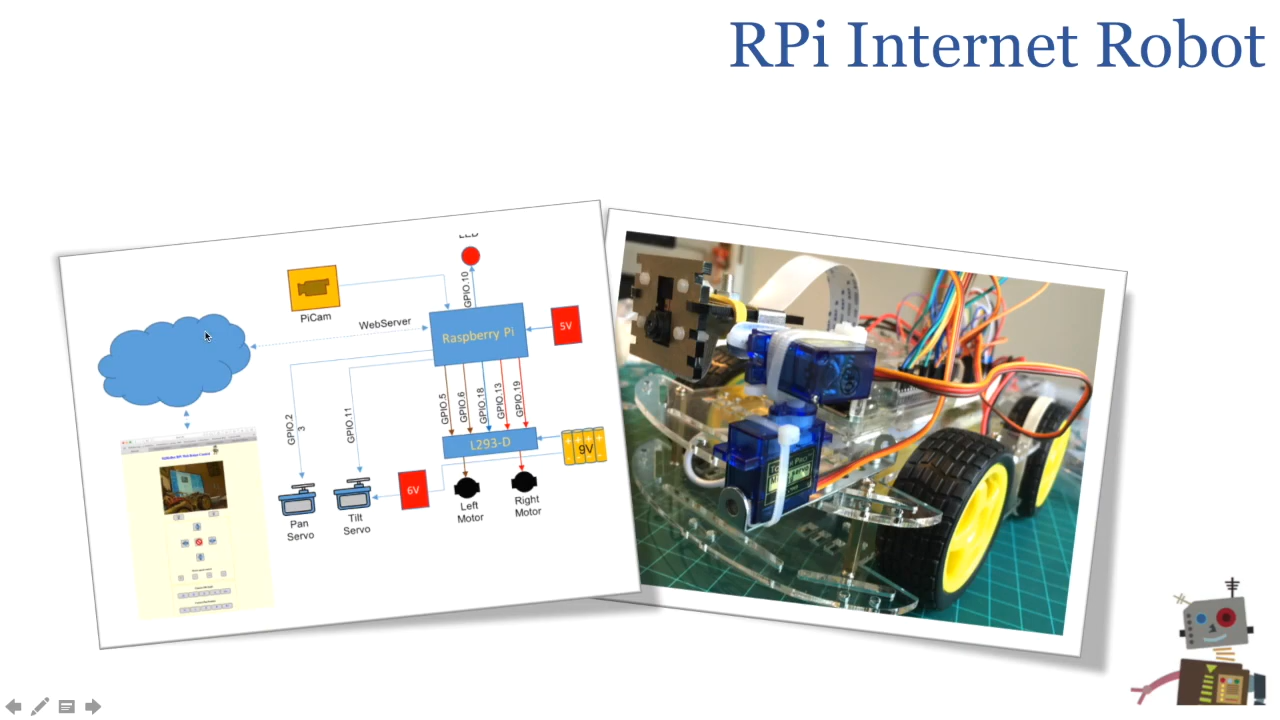 RPi Internet Robot
PiCam
GPIO.10
WebServer
Raspberry Pi
5V
GPIO.2
3
GPIO.11
GPIO.5
GPIO.6
GPIO.18
GPIO.13
GPIO.19
L293-D
9V
6V
Pan
Servo
Tilt
Servo
Left
Motor
Right
Motor